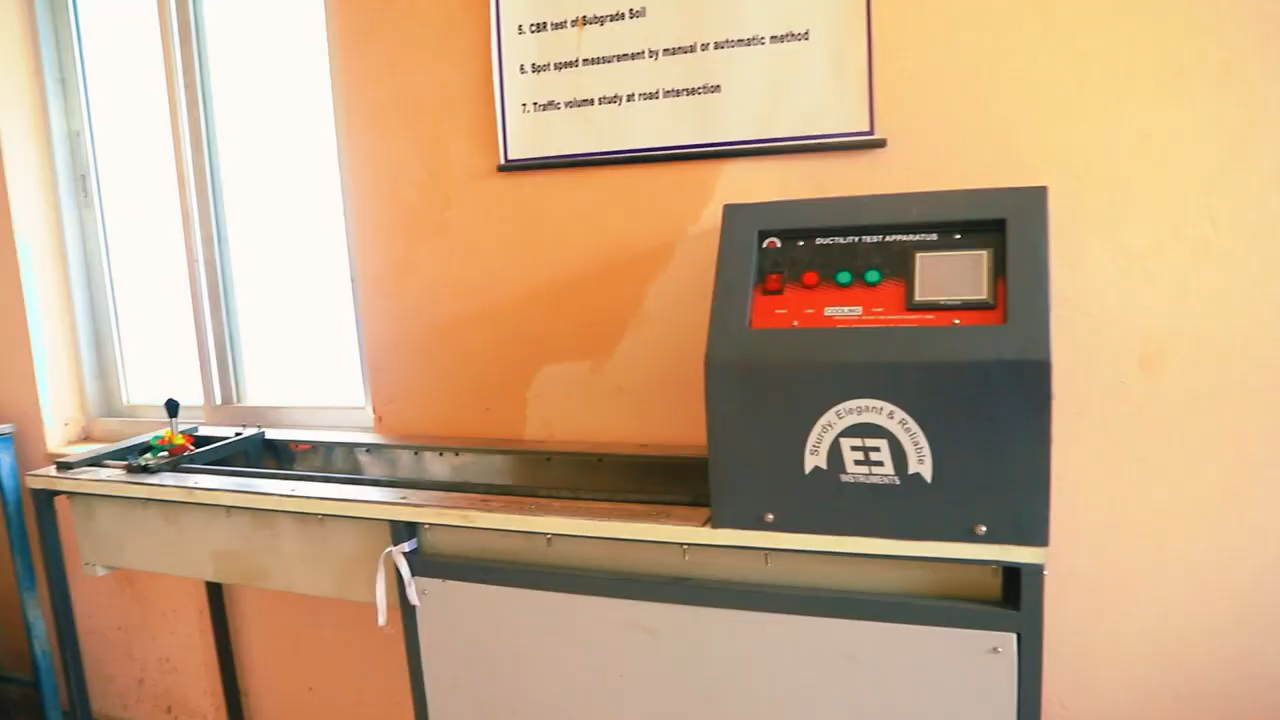 5. CBR test of Subgrade Soil
6. Spot speed measurement by manual or automatic method
7. Traffic volume study at road intersection
DUCTILITY TEST APPARATUS
COOLING
Sturdy, Elegant & Reliable
EE
INSTRUMENTS